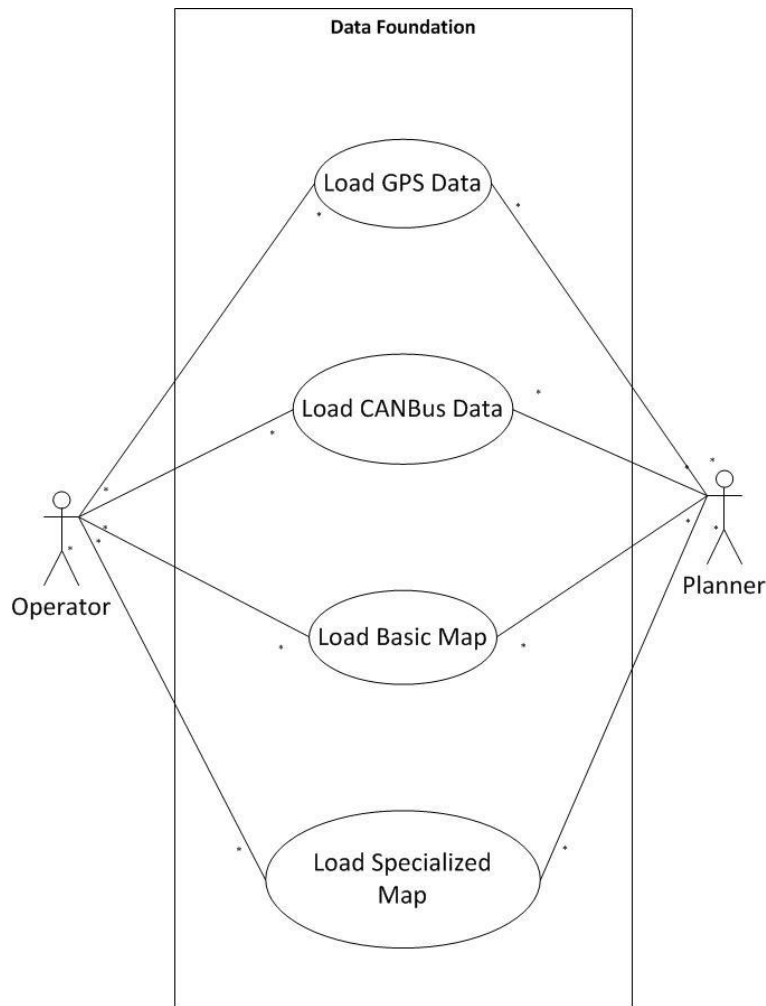 Data Foundation
Load GPS Data
*
*
Load CANBus Data
*
*
*
*
*
Operator
*
*
*
*
*
Planner
Load Basic Map
*
*
Load Specialized
Map
*
*